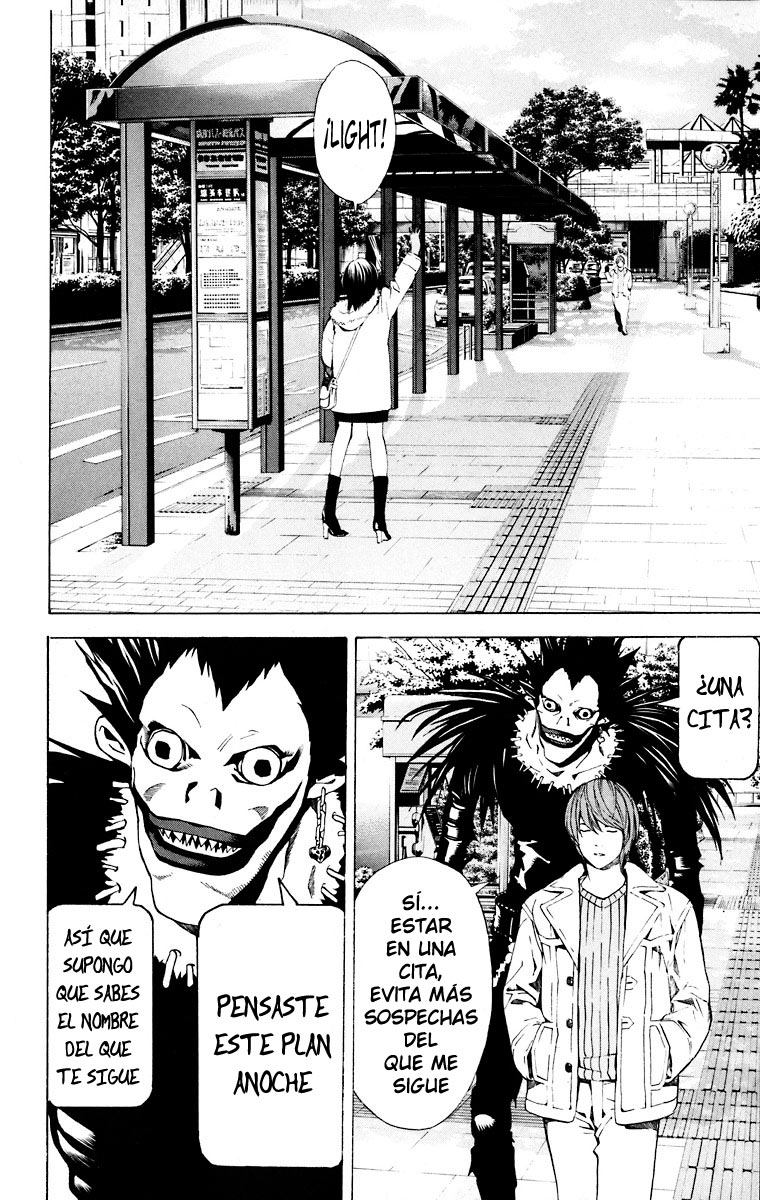 ¡LIGHT!
¿UNA
CITA?
SÍ...
ESTAR
EN UNA
CITA,
EVITA MÁS
SOSPECHAS
DEL
QUE ME
SIGUE
PENSASTE
ESTE PLAN
ANOCHE
ASÍ QUE
SUPONGO
QUE SABES
EL NOMBRE
DEL QUE
TE SIGUE